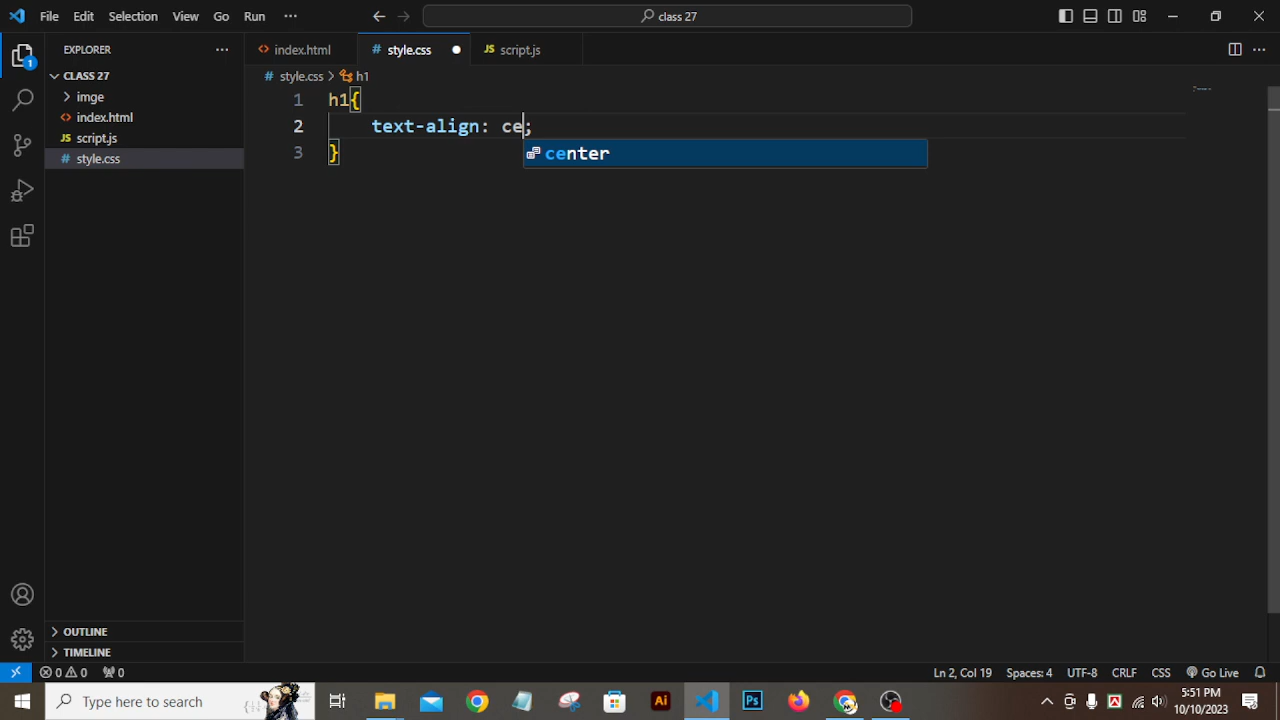 File Edit Selection View Go Run ···
class 27
EXPLORER
index.html
style.css
script.js
1
CLASS 27
imge
index.html
script.js
style.css
style.css > h1
1 h1{
2 text-align: ce;
3 }
center
OUTLINE
TIMELINE
0 0 0
Ln 2, Col 19 Spaces: 4 UTF-8 CRLF CSS Go Live
Type here to search
Ai
Ps
5:51 PM
10/10/2023